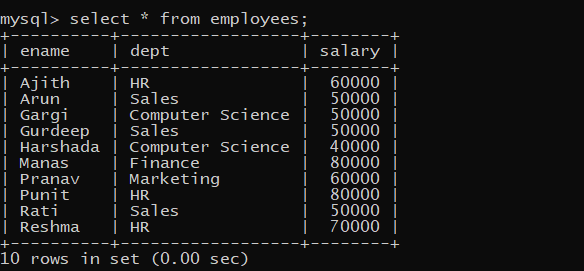 mysql> select * from employees;
+----------+------------------+--------+
| ename    | dept             | salary |
+----------+------------------+--------+
| Ajith    | HR               |  60000 |
| Arun     | Sales            |  50000 |
| Gargi    | Computer Science |  50000 |
| Gurdeep  | Sales            |  50000 |
| Harshada | Computer Science |  40000 |
| Manas    | Finance          |  80000 |
| Pranav   | Marketing        |  60000 |
| Punit    | HR               |  80000 |
| Rati     | Sales            |  50000 |
| Reshma   | HR               |  70000 |
+----------+------------------+--------+
10 rows in set (0.00 sec)